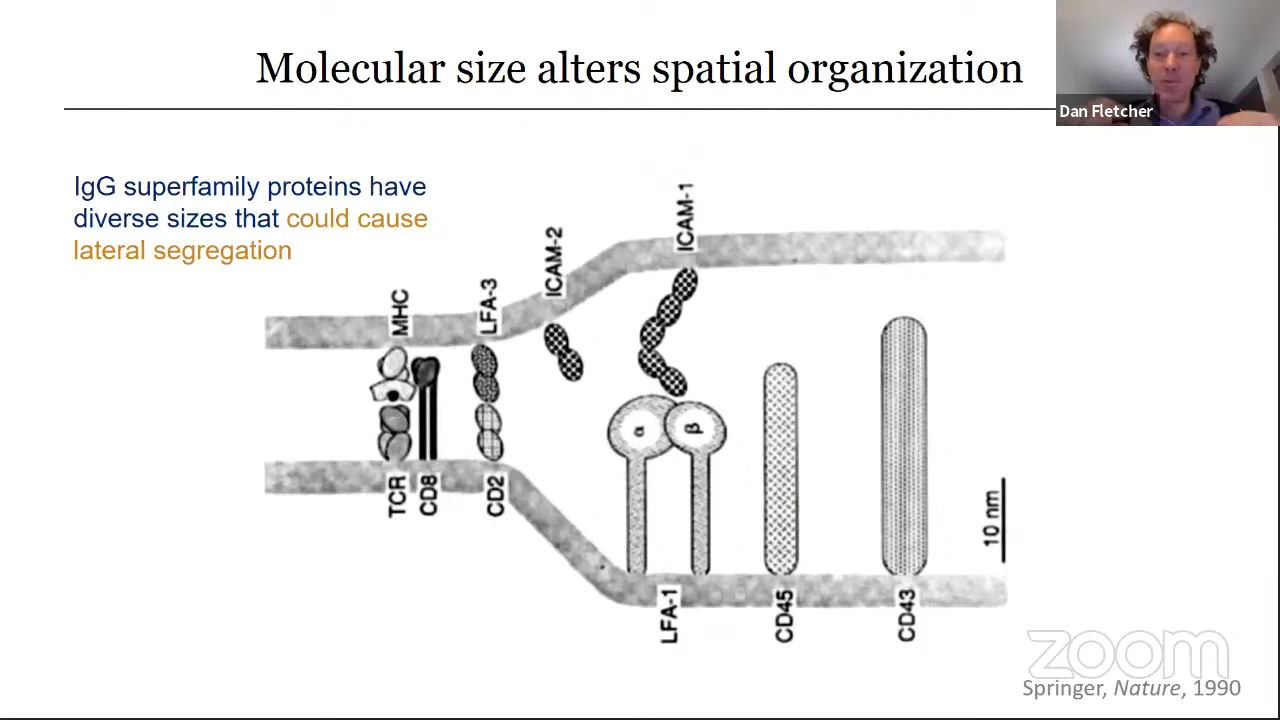 Molecular size alters spatial organization
Dan Fletcher
IgG superfamily proteins have
diverse sizes that could cause
lateral segregation
ICAM-1
ICAM-2
LFA-3
MHC
α
β
TCR
CD8
CD2
10 nm
LFA-1
CD45
CD43
zoom
Springer, Nature, 1990